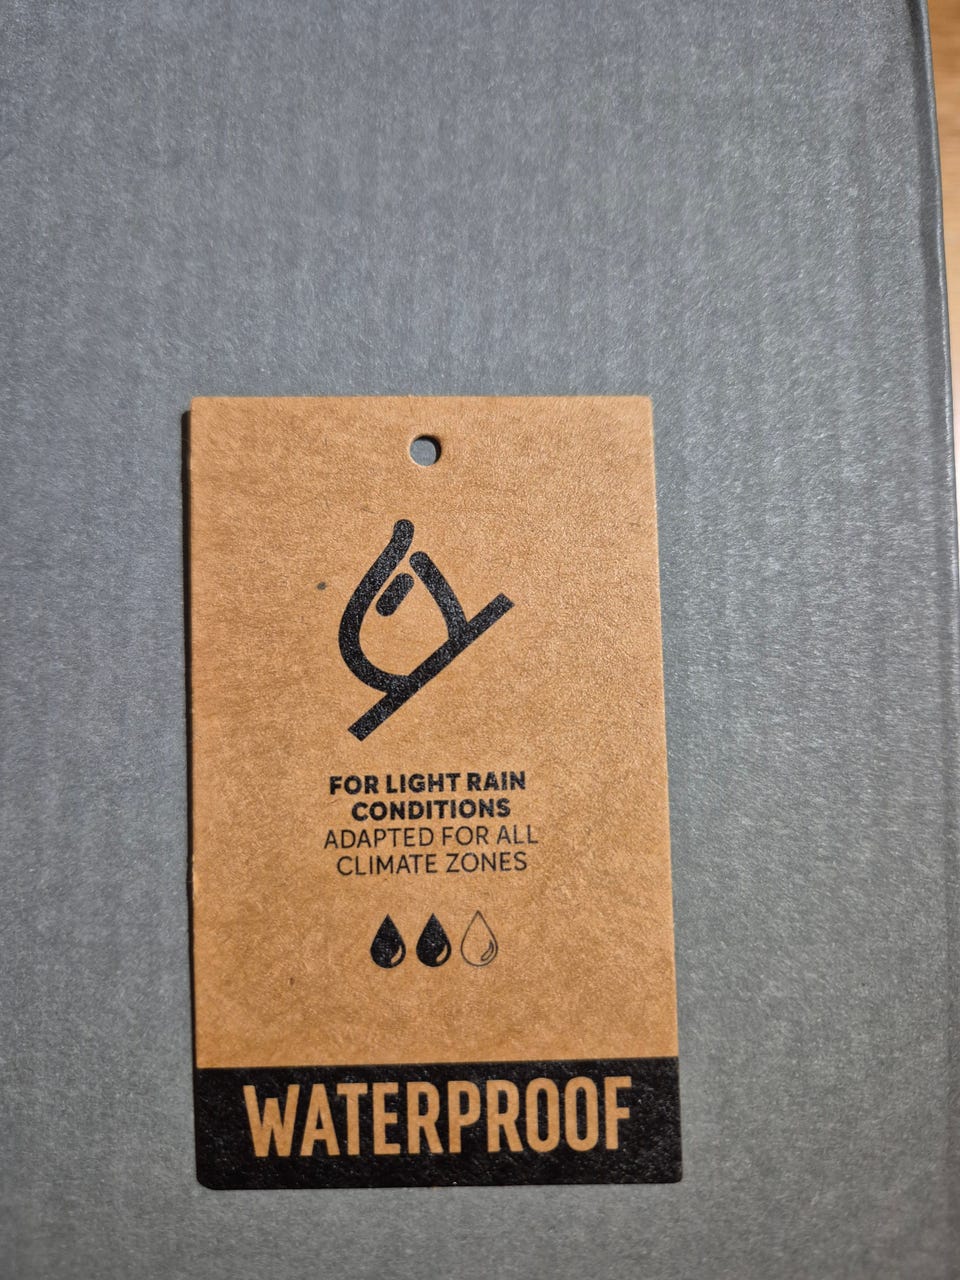 FOR LIGHT RAIN
CONDITIONS
ADAPTED FOR ALL
CLIMATE ZONES
WATERPROOF